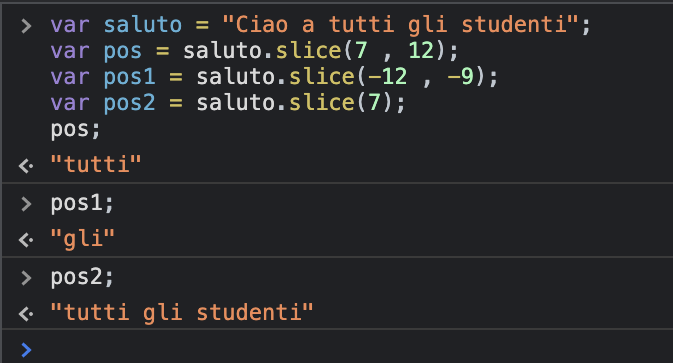 > var saluto = "Ciao a tutti gli studenti";
var pos = saluto.slice(7 , 12);
var pos1 = saluto.slice(-12 , -9);
var pos2 = saluto.slice(7);
pos;
"tutti"
> pos1;
"gli"
> pos2;
"tutti gli studenti"
>